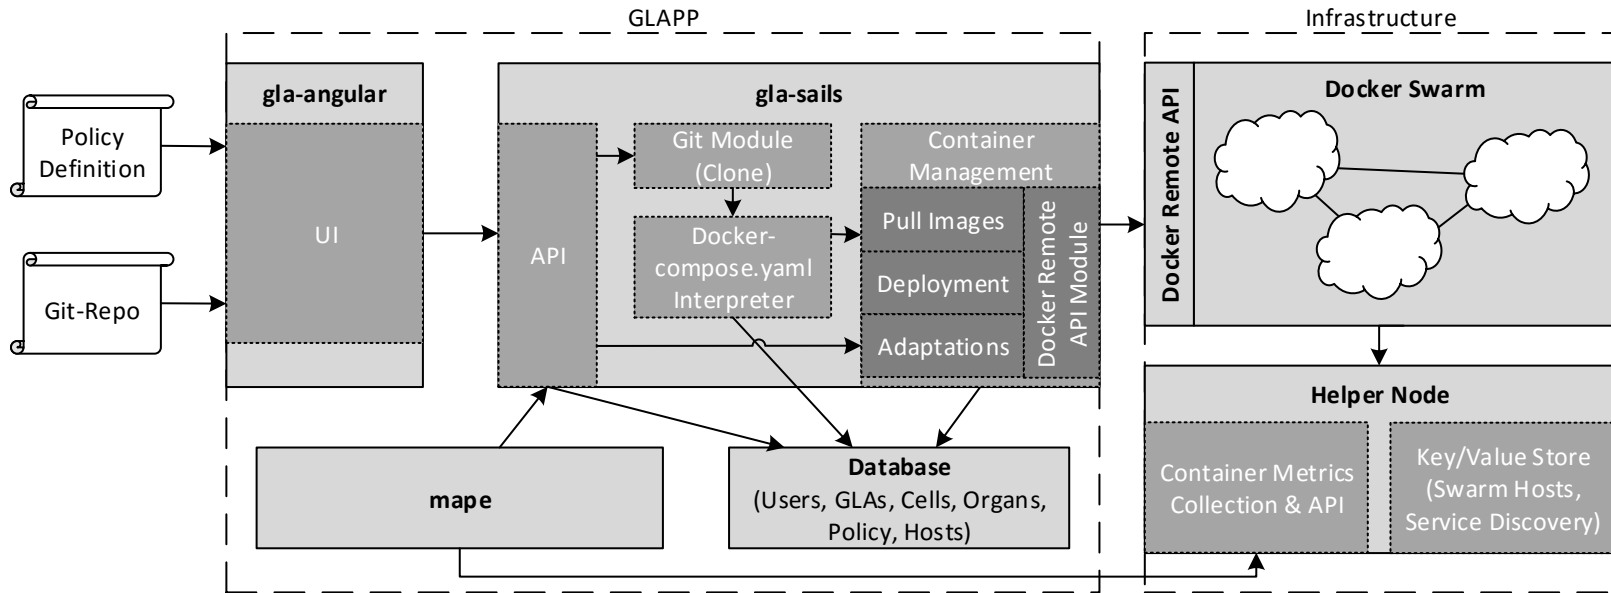 GLAPP
Infrastructure
Policy
Definition
Git-Repo
gla-angular
UI
gla-sails
API
Git Module
(Clone)
Docker-
compose.yaml
Interpreter
Container
Management
Pull Images
Deployment
Adaptations
Docker Remote
API Module
mape
Database
(Users, GLAs, Cells, Organs,
Policy, Hosts)
Docker Remote API
Docker Swarm
Helper Node
Container Metrics
Collection & API
Key/Value Store
(Swarm Hosts,
Service Discovery)